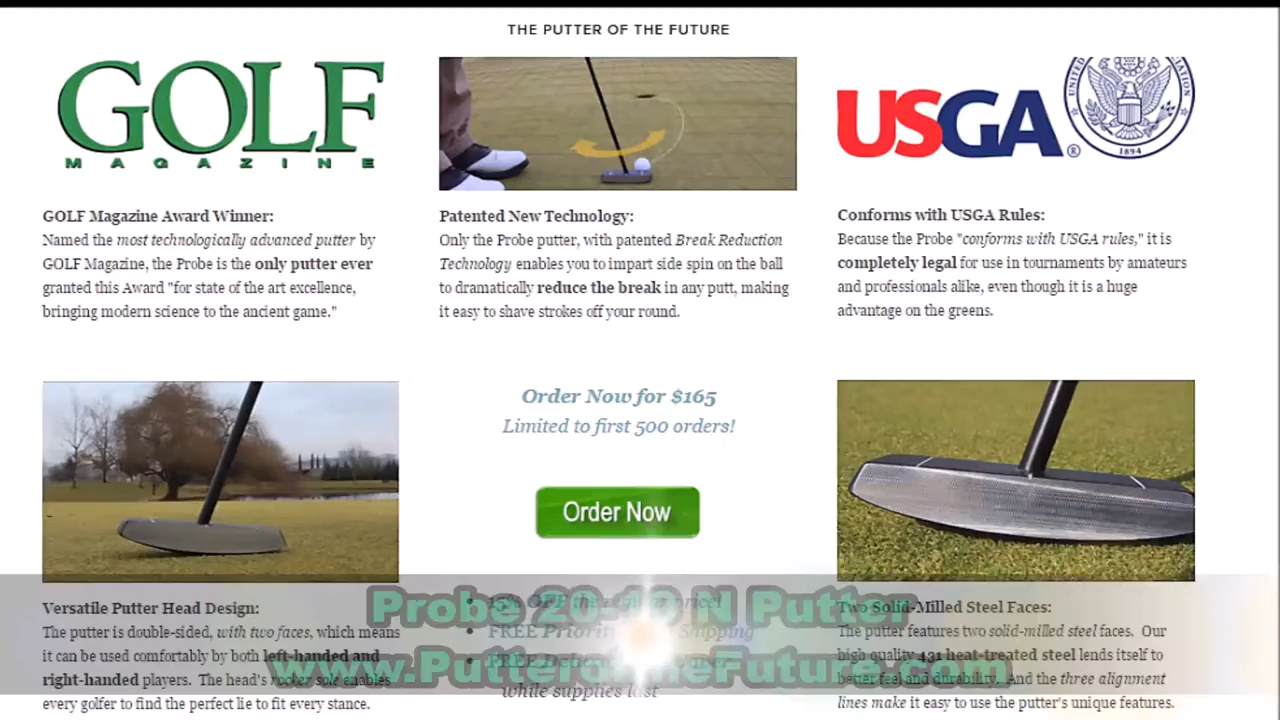 THE PUTTER OF THE FUTURE
GOLF
MAGAZINE
USGA
®
1894
GOLF Magazine Award Winner:
Named the most technologically advanced putter by
GOLF Magazine, the Probe is the only putter ever
granted this Award "for state of the art excellence,
bringing modern science to the ancient game."
Patented New Technology:
Only the Probe putter, with patented Break Reduction
Technology enables you to impart side spin on the ball
to dramatically reduce the break in any putt, making
it easy to shave strokes off your round.
Conforms with USGA Rules:
Because the Probe "conforms with USGA rules," it is
completely legal for use in tournaments by amateurs
and professionals alike, even though it is a huge
advantage on the greens.
Order Now for $165
Limited to first 500 orders!
Order Now
Versatile Putter Head Design:
The putter is double-sided, with two faces, which means
it can be used comfortably by both left-handed and
right-handed players. The head's rocker sole enables
every golfer to find the perfect lie to fit every stance.
• 15% OFF
• FREE Shipping
• FREE
while supplies last
Two Solid-Milled Steel Faces:
The putter features two solid-milled steel faces. Our
high quality 431 heat-treated steel lends itself to
better feel and durability. And the three alignment
lines make it easy to use the putter's unique features.
Probe N Putter